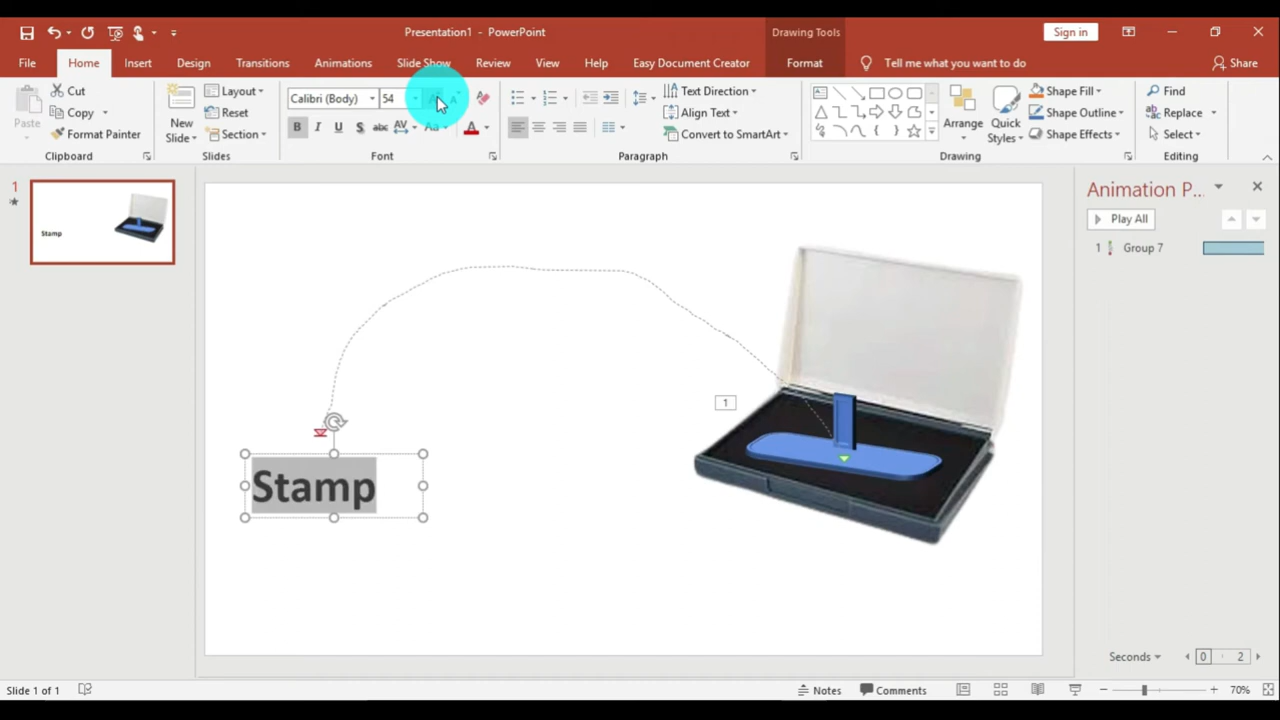 Presentation1 - PowerPoint
Drawing Tools
Sign in
File
Home
Insert
Design
Transitions
Animations
Slide Show
Review
View
Help
Easy Document Creator
Format
Tell me what you want to do
Share
Paste
Cut
Copy
Format Painter
Clipboard
New Slide
Layout
Reset
Section
Slides
Calibri (Body)
54
B I U S abc AV Aa A
Font
Text Direction
Align Text
Convert to SmartArt
Paragraph
Arrange
Quick Styles
Shape Fill
Shape Outline
Shape Effects
Drawing
Find
Replace
Select
Editing
1
Stamp
1
Stamp
Animation P...
Play All
1 Group 7
Seconds
0
2
Slide 1 of 1
Notes
Comments
70%